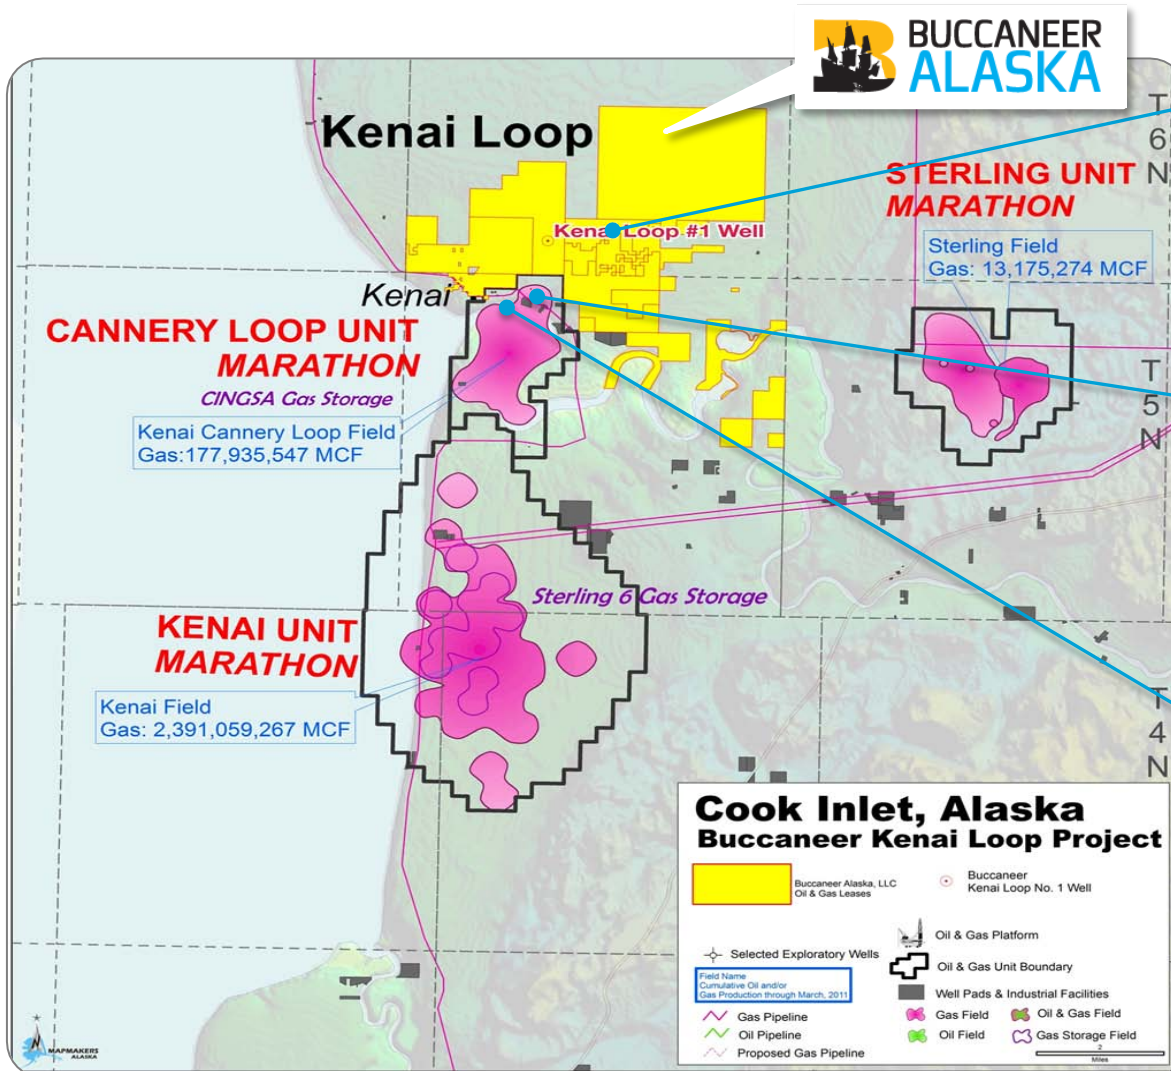 BUCCANEER
ALASKA
Kenai Loop
T
6
N
STERLING UNIT
MARATHON
Kenai Loop #1 Well
Sterling Field
Gas: 13,175,274 MCF
Kenai
CANNERY LOOP UNIT
MARATHON
CINGSA Gas Storage
Kenai Cannery Loop Field
Gas:177,935,547 MCF
T
5
N
Sterling 6 Gas Storage
KENAI UNIT
MARATHON
Kenai Field
Gas: 2,391,059,267 MCF
T
4
N
Cook Inlet, Alaska
Buccaneer Kenai Loop Project
Buccaneer Alaska, LLC
Oil & Gas Leases
Buccaneer
Kenai Loop No. 1 Well
Oil & Gas Platform
Selected Exploratory Wells
Oil & Gas Unit Boundary
Field Name
Cumulative Oil and/or
Gas Production through March, 2011
Well Pads & Industrial Facilities
Gas Pipeline
Gas Field
Oil & Gas Field
Oil Pipeline
Oil Field
Gas Storage Field
Proposed Gas Pipeline
2
Miles
N
MAPMAKERS
ALASKA